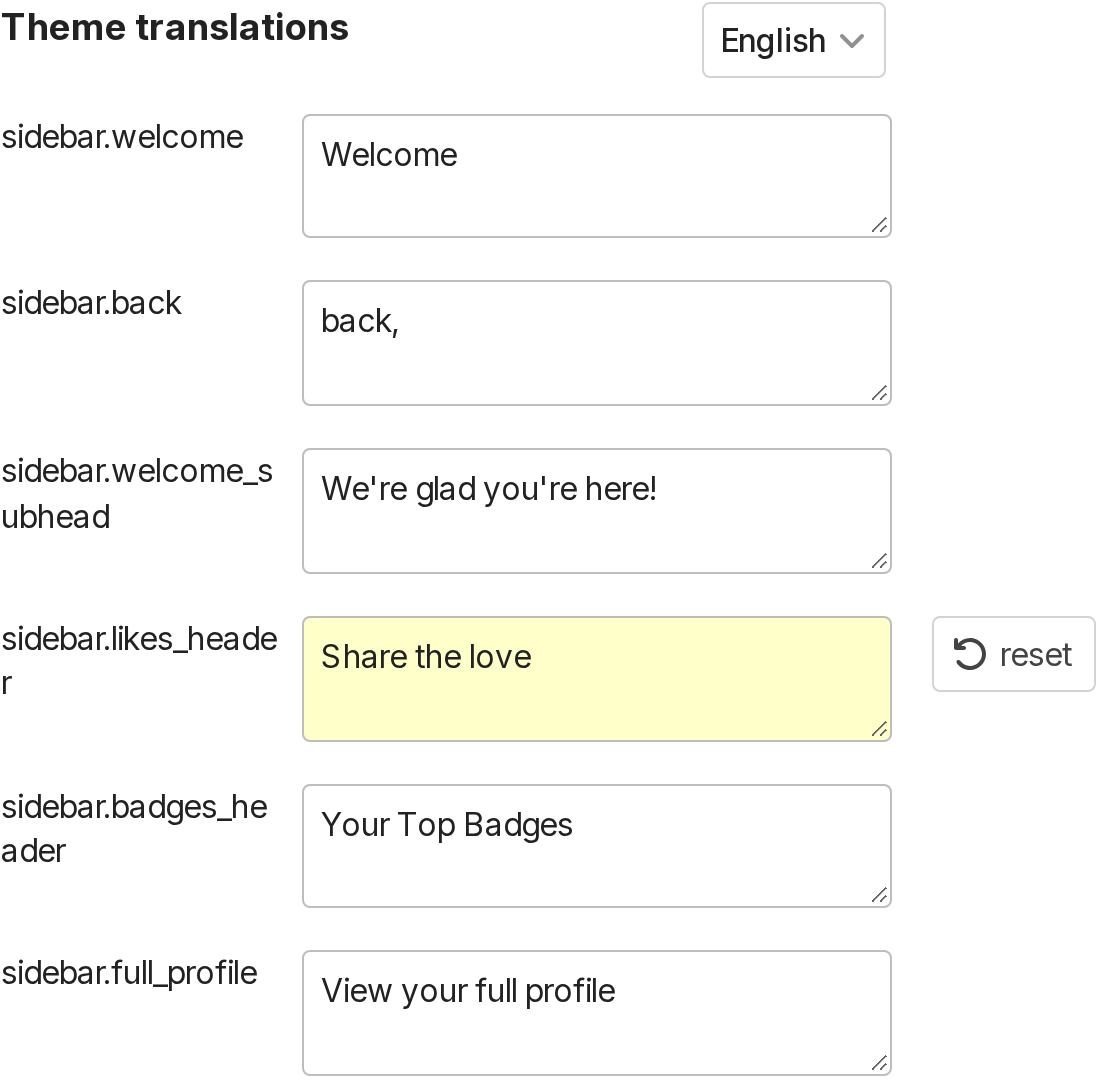 Theme translations
English
sidebar.welcome
Welcome
sidebar.back
back,
sidebar.welcome_s
ubhead
We're glad you're here!
sidebar.likes_heade
r
Share the love
reset
sidebar.badges_he
ader
Your Top Badges
sidebar.full_profile
View your full profile